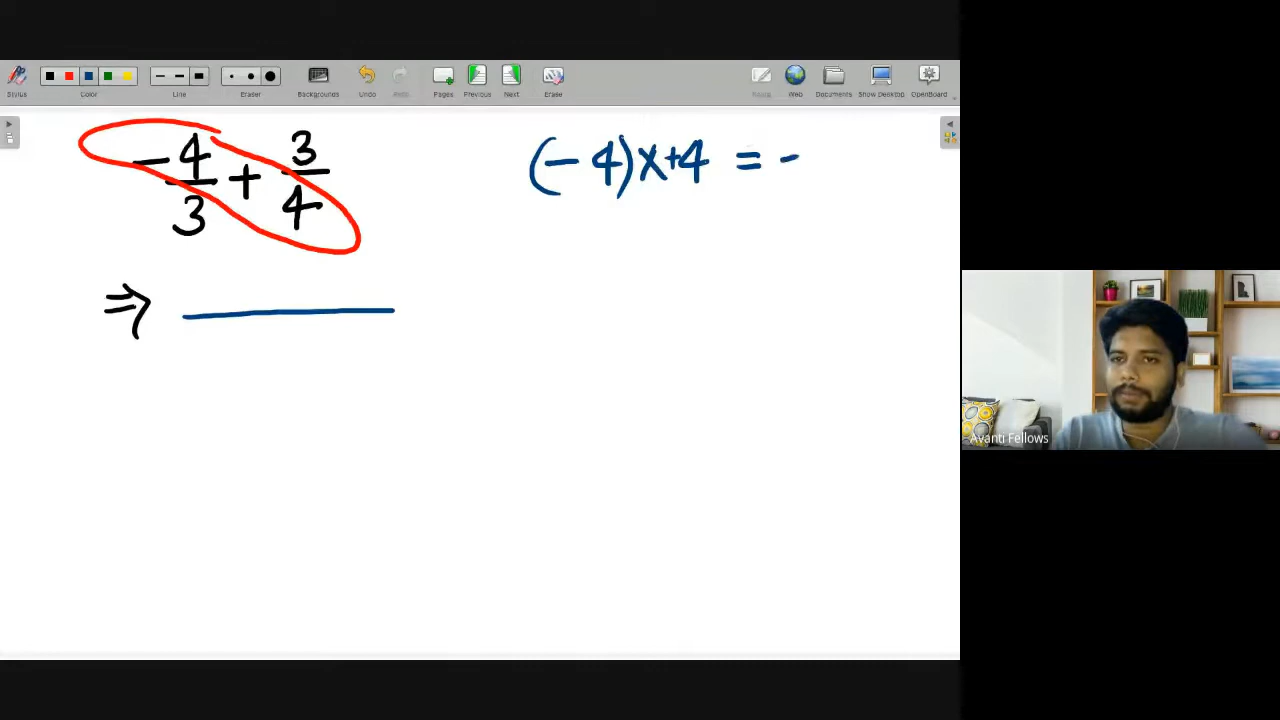 Stylus Color Line Eraser Backgrounds Undo Pages Previous Next Erase Web Documents Show Desktop OpenBoard
-4/3 + 3/4
(-4)x+4 = -
⇒
Avanti Fellows